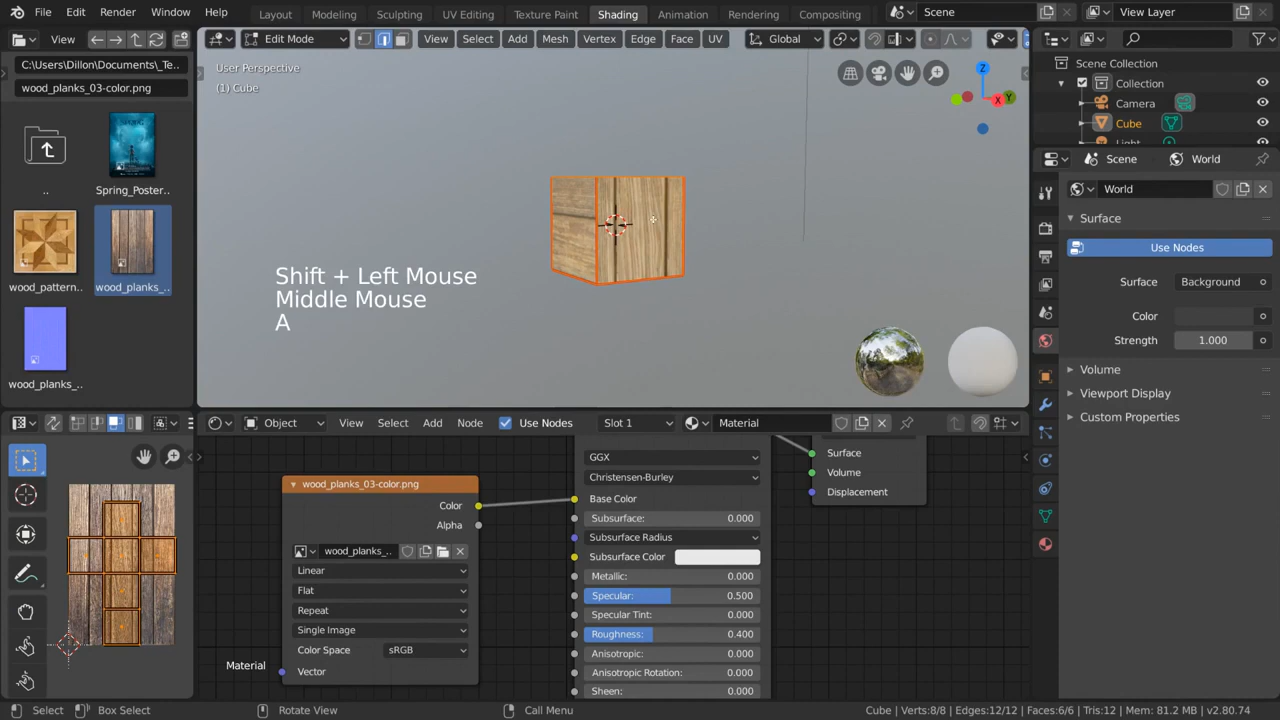 File Edit Render Window Help Layout Modeling Sculpting UV Editing Texture Paint Shading Animation Rendering Compositing Scene View Layer
View Edit Mode View Select Add Mesh Vertex Edge Face UV Global
C:\Users\Dillon\Documents\_Te..
wood_planks_03-color.png
..
Spring_Poster..
wood_pattern..
wood_planks_..
wood_planks_..
User Perspective
(1) Cube
Z
X
Y
Shift + Left Mouse
Middle Mouse
A
Scene Collection
Collection
Camera
Cube
Scene World
World
Surface
Use Nodes
Surface Background
Color
Strength 1.000
Volume
Viewport Display
Custom Properties
Object View Select Add Node Use Nodes Slot 1 Material
wood_planks_03-color.png
Color
Alpha
wood_planks_..
Linear
Flat
Repeat
Single Image
Color Space sRGB
Vector
Material
GGX
Christensen-Burley
Base Color
Subsurface: 0.000
Subsurface Radius
Subsurface Color
Metallic: 0.000
Specular: 0.500
Specular Tint: 0.000
Roughness: 0.400
Anisotropic: 0.000
Anisotropic Rotation: 0.000
Sheen: 0.000
Surface
Volume
Displacement
Select Box Select Rotate View Call Menu Cube | Verts:8/8 | Edges:12/12 | Faces:6/6 | Tris:12 | Mem: 81.2 MB | v2.80.74